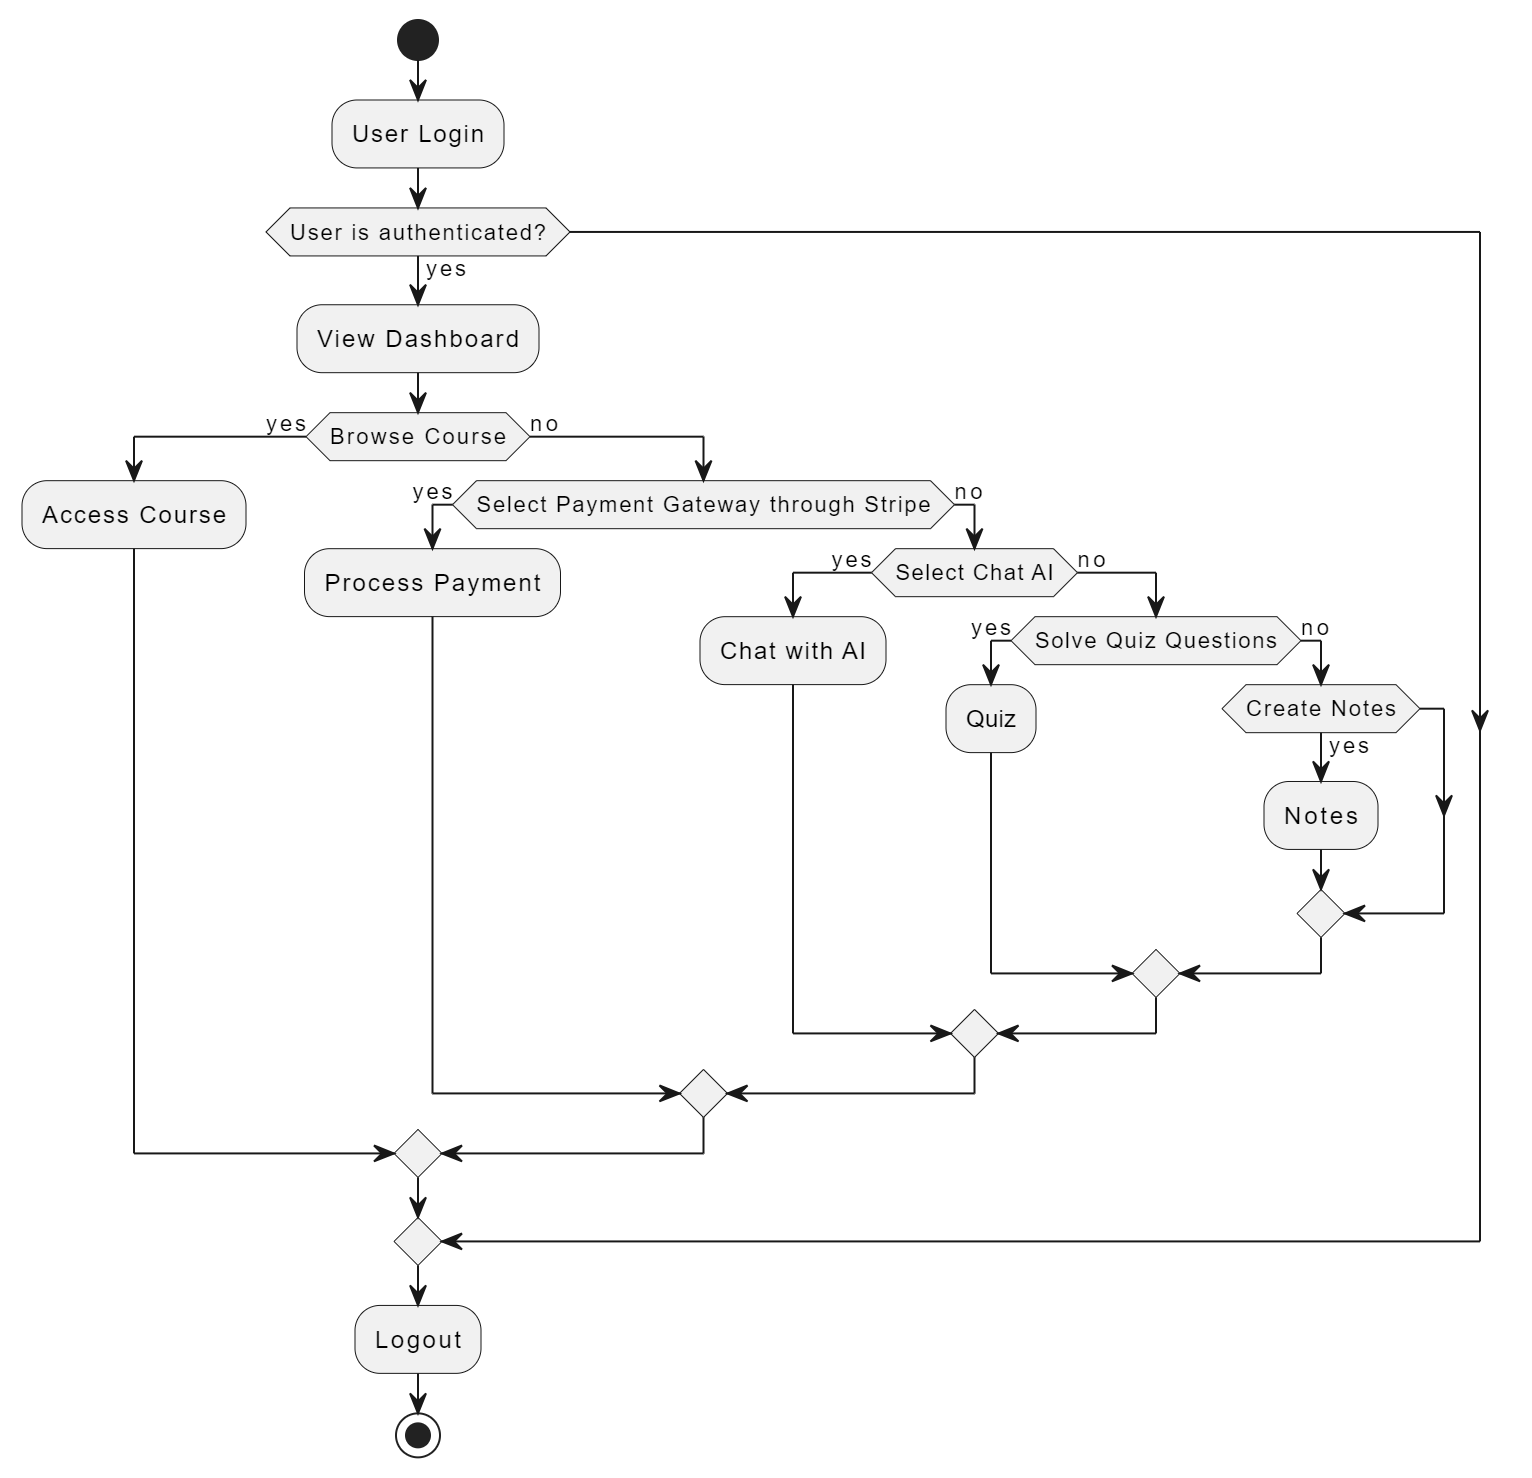 User Login
User is authenticated?
yes
View Dashboard
yes
Browse Course
no
Access Course
yes
Select Payment Gateway through Stripe
no
Process Payment
yes
Select Chat AI
no
Chat with AI
yes
Solve Quiz Questions
no
Quiz
Create Notes
yes
Notes
Logout